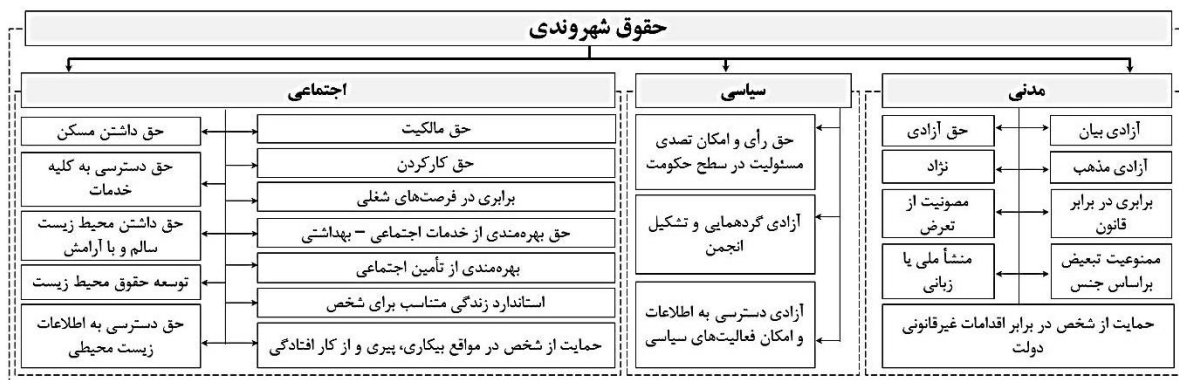 حقوق شهروندی
مدنی
آزادی بیان
حق آزادی
آزادی مذهب
نژاد
برابری در برابر
قانون
مصونیت از
تعرض
ممنوعیت تبعیض
براساس جنس
منشأ ملی یا
زبانی
حمایت از شخص در برابر اقدامات غیرقانونی
دولت
سیاسی
حق رأی و امکان تصدی
مسئولیت در سطح حکومت
آزادی گردهمایی و تشکیل
انجمن
آزادی دسترسی به اطلاعات
و امکان فعالیت‌های سیاسی
اجتماعی
حق مالکیت
حق کارکردن
برابری در فرصت‌های شغلی
حق بهره‌مندی از خدمات اجتماعی – بهداشتی
بهره‌مندی از تأمین اجتماعی
استاندارد زندگی متناسب برای شخص
حمایت از شخص در مواقع بیکاری، پیری و از کار افتادگی
حق داشتن مسکن
حق دسترسی به کلیه
خدمات
حق داشتن محیط زیست
سالم و با آرامش
توسعه حقوق محیط زیست
حق دسترسی به اطلاعات
زیست محیطی